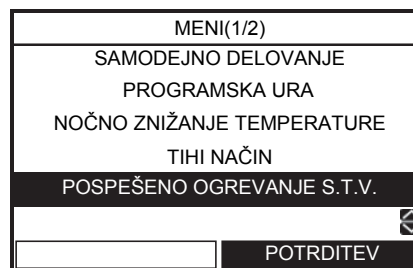 MENI(1/2)
SAMODEJNO DELOVANJE
PROGRAMSKA URA
NOČNO ZNIŽANJE TEMPERATURE
TIHI NAČIN
POSPEŠENO OGREVANJE S.T.V.
POTRDITEV